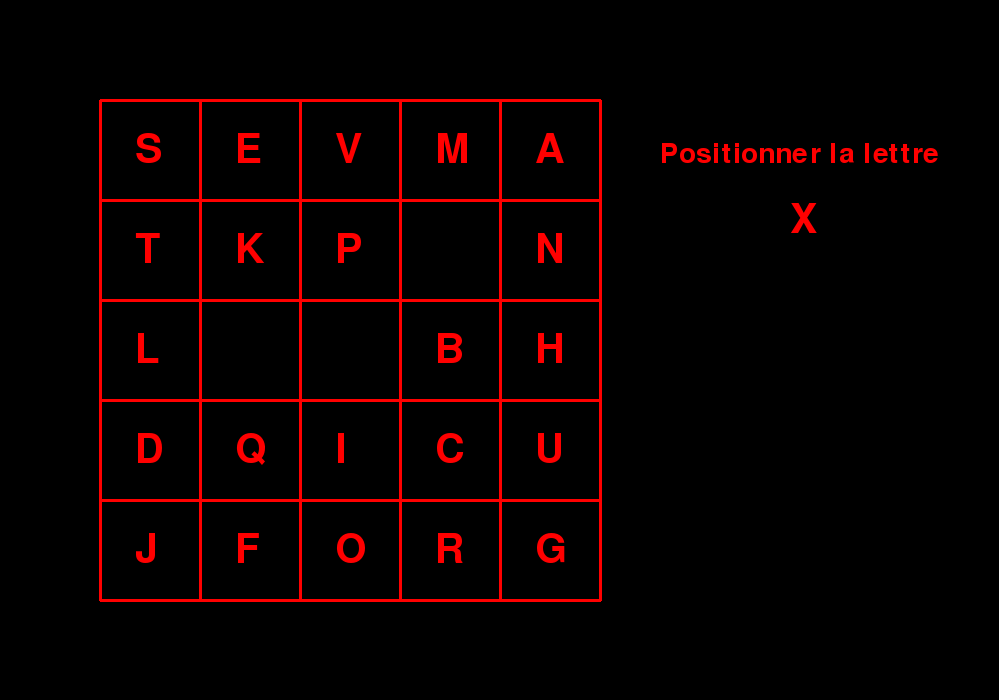 S E V M A
Positionner la lettre
X
T K P N
L B H
D Q I C U
J F O R G